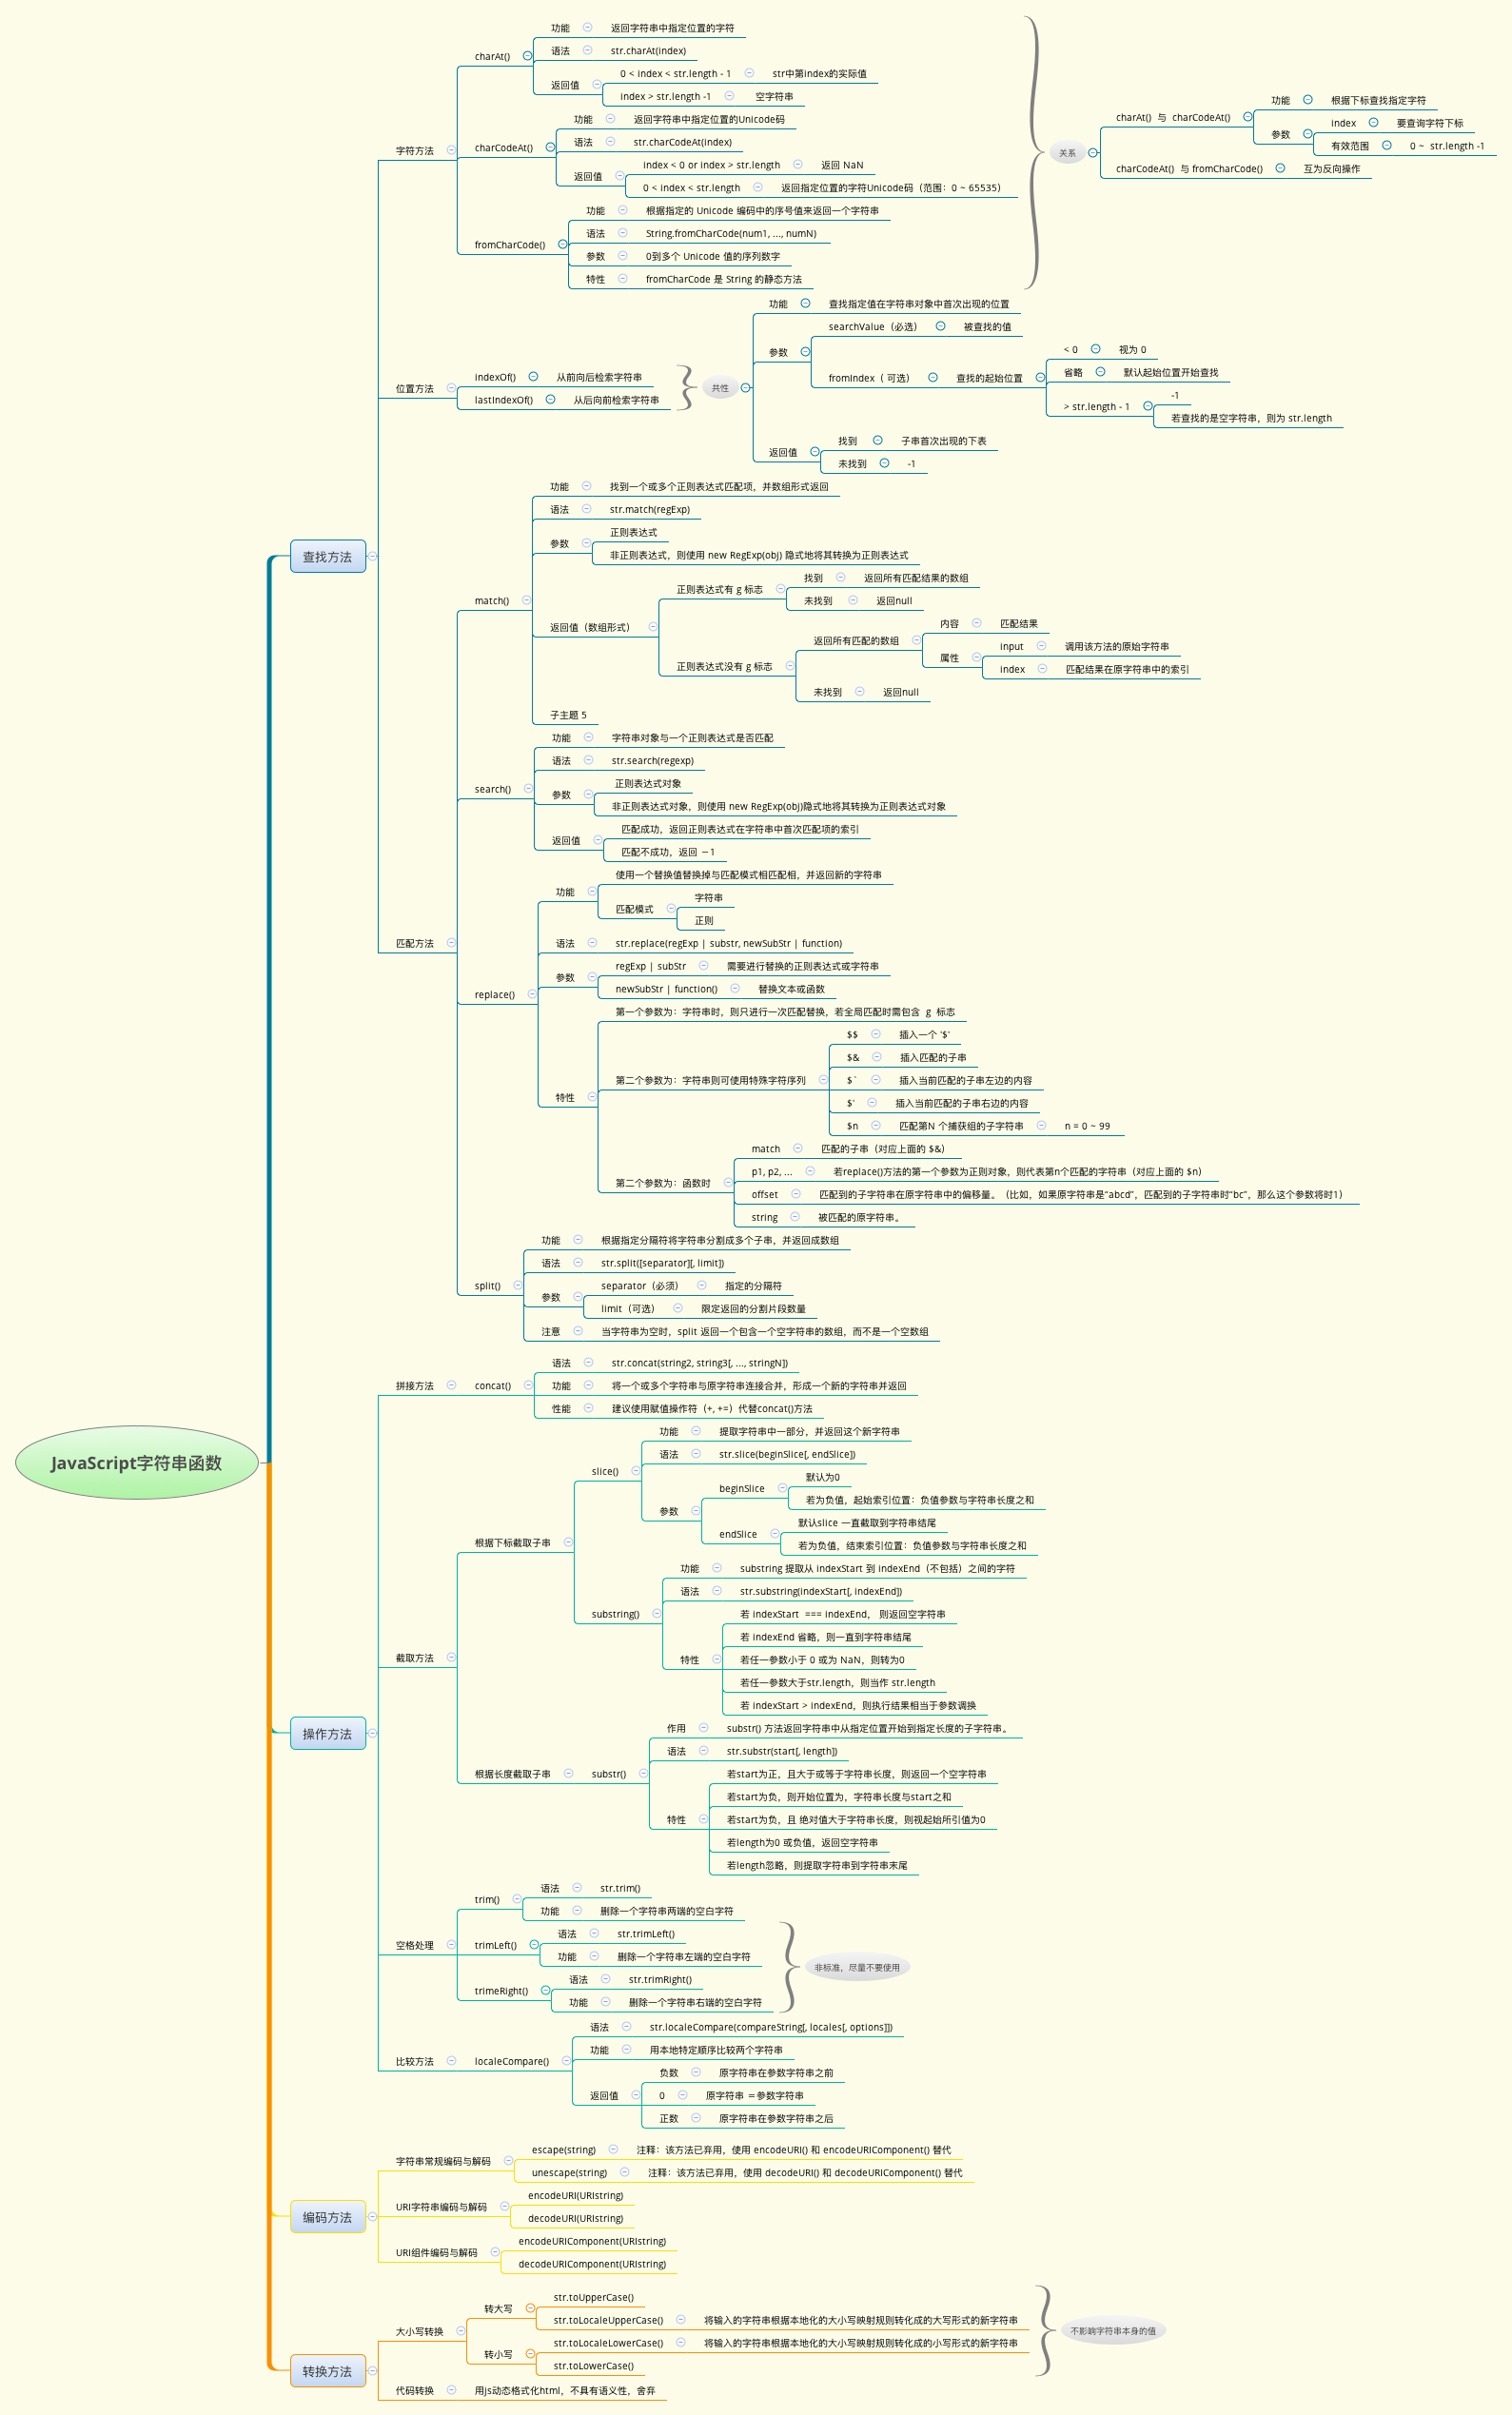 JavaScript字符串函数
查找方法
字符方法
charAt()
功能
返回字符串中指定位置的字符
语法
str.charAt(index)
返回值
0 < index < str.length - 1
str中第index的实际值
index > str.length -1
空字符串
charCodeAt()
功能
返回字符串中指定位置的Unicode码
语法
str.charCodeAt(index)
返回值
index < 0 or index > str.length
返回 NaN
0 < index < str.length
返回指定位置的字符Unicode码（范围：0 ~ 65535）
fromCharCode()
功能
根据指定的 Unicode 编码中的序号值来返回一个字符串
语法
String.fromCharCode(num1, ..., numN)
参数
0到多个 Unicode 值的序列数字
特性
fromCharCode 是 String 的静态方法
关系
charAt() 与 charCodeAt()
功能
根据下标查找指定字符
参数
index
要查询字符下标
有效范围
0 ~ str.length -1
charCodeAt() 与 fromCharCode()
互为反向操作
位置方法
indexOf()
从前向后检索字符串
lastIndexOf()
从后向前检索字符串
共性
功能
查找指定值在字符串对象中首次出现的位置
参数
searchValue（必选）
被查找的值
fromIndex（ 可选）
查找的起始位置
< 0
视为 0
省略
默认起始位置开始查找
> str.length - 1
-1
若查找的是空字符串，则为 str.length
返回值
找到
子串首次出现的下表
未找到
-1
匹配方法
match()
功能
找到一个或多个正则表达式匹配项，并数组形式返回
语法
str.match(regExp)
参数
正则表达式
非正则表达式，则使用 new RegExp(obj) 隐式地将其转换为正则表达式
返回值（数组形式）
正则表达式有 g 标志
找到
返回所有匹配结果的数组
未找到
返回null
正则表达式没有 g 标志
返回所有匹配的数组
内容
匹配结果
属性
input
调用该方法的原始字符串
index
匹配结果在原字符串中的索引
未找到
返回null
子主题 5
search()
功能
字符串对象与一个正则表达式是否匹配
语法
str.search(regexp)
参数
正则表达式对象
非正则表达式对象，则使用 new RegExp(obj)隐式地将其转换为正则表达式对象
返回值
匹配成功，返回正则表达式在字符串中首次匹配项的索引
匹配不成功，返回 －1
replace()
功能
使用一个替换值替换掉与匹配模式相匹配相，并返回新的字符串
匹配模式
字符串
正则
语法
str.replace(regExp | substr, newSubStr | function)
参数
regExp | subStr
需要进行替换的正则表达式或字符串
newSubStr | function()
替换文本或函数
特性
第一个参数为：字符串时，则只进行一次匹配替换，若全局匹配时需包含 g 标志
第二个参数为：字符串则可使用特殊字符序列
$$
插入一个 '$'
$&
插入匹配的子串
$`
插入当前匹配的子串左边的内容
$'
插入当前匹配的子串右边的内容
$n
匹配第N 个捕获组的子字符串
n = 0 ~ 99
第二个参数为：函数时
match
匹配的子串（对应上面的 $&）
p1, p2, ...
若replace()方法的第一个参数为正则对象，则代表第n个匹配的字符串（对应上面的 $n）
offset
匹配到的子字符串在原字符串中的偏移量。（比如，如果原字符串是“abcd”，匹配到的子字符串时“bc”，那么这个参数将时1）
string
被匹配的原字符串。
split()
功能
根据指定分隔符将字符串分割成多个子串，并返回成数组
语法
str.split([separator][, limit])
参数
separator（必须）
指定的分隔符
limit（可选）
限定返回的分割片段数量
注意
当字符串为空时，split 返回一个包含一个空字符串的数组，而不是一个空数组
操作方法
拼接方法
concat()
语法
str.concat(string2, string3[, ..., stringN])
功能
将一个或多个字符串与原字符串连接合并，形成一个新的字符串并返回
性能
建议使用赋值操作符（+, +=）代替concat()方法
截取方法
根据下标截取子串
slice()
功能
提取字符串中一部分，并返回这个新字符串
语法
str.slice(beginSlice[, endSlice])
参数
beginSlice
默认为0
若为负值，起始索引位置：负值参数与字符串长度之和
endSlice
默认slice 一直截取到字符串结尾
若为负值，结束索引位置：负值参数与字符串长度之和
substring()
功能
substring 提取从 indexStart 到 indexEnd（不包括）之间的字符
语法
str.substring(indexStart[, indexEnd])
特性
若 indexStart === indexEnd， 则返回空字符串
若 indexEnd 省略，则一直到字符串结尾
若任一参数小于 0 或为 NaN，则转为0
若任一参数大于str.length，则当作 str.length
若 indexStart > indexEnd，则执行结果相当于参数调换
根据长度截取子串
substr()
作用
substr() 方法返回字符串中从指定位置开始到指定长度的子字符串。
语法
str.substr(start[, length])
特性
若start为正，且大于或等于字符串长度，则返回一个空字符串
若start为负，则开始位置为，字符串长度与start之和
若start为负，且 绝对值大于字符串长度，则视起始所引值为0
若length为0 或负值，返回空字符串
若length忽略，则提取字符串到字符串末尾
空格处理
trim()
语法
str.trim()
功能
删除一个字符串两端的空白字符
trimLeft()
语法
str.trimLeft()
功能
删除一个字符串左端的空白字符
trimeRight()
语法
str.trimRight()
功能
删除一个字符串右端的空白字符
非标准，尽量不要使用
比较方法
localeCompare()
语法
str.localeCompare(compareString[, locales[, options]])
功能
用本地特定顺序比较两个字符串
返回值
负数
原字符串在参数字符串之前
0
原字符串 ＝参数字符串
正数
原字符串在参数字符串之后
编码方法
字符串常规编码与解码
escape(string)
注释：该方法已弃用，使用 encodeURI() 和 encodeURIComponent() 替代
unescape(string)
注释：该方法已弃用，使用 decodeURI() 和 decodeURIComponent() 替代
URI字符串编码与解码
encodeURI(URIstring)
decodeURI(URIstring)
URI组件编码与解码
encodeURIComponent(URIstring)
decodeURIComponent(URIstring)
转换方法
大小写转换
转大写
str.toUpperCase()
str.toLocaleUpperCase()
将输入的字符串根据本地化的大小写映射规则转化成的大写形式的新字符串
转小写
str.toLocaleLowerCase()
将输入的字符串根据本地化的大小写映射规则转化成的小写形式的新字符串
str.toLowerCase()
不影响字符串本身的值
代码转换
用js动态格式化html，不具有语义性，舍弃